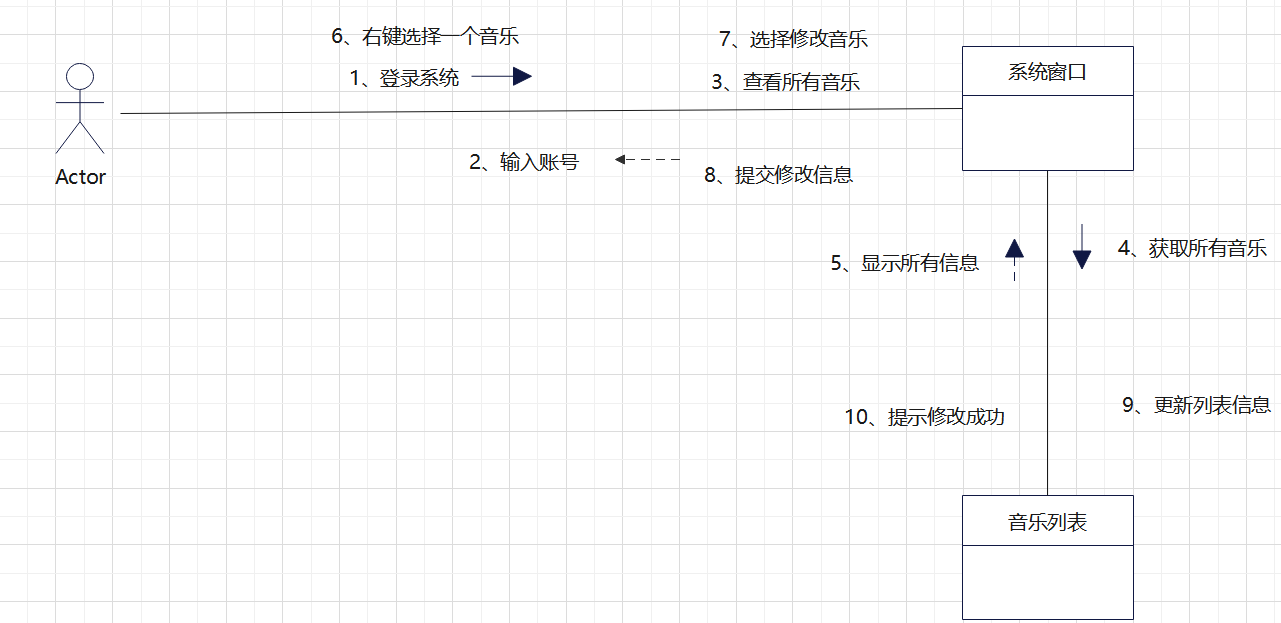 6、右键选择一个音乐
7、选择修改音乐
1、登录系统
3、查看所有音乐
系统窗口
2、输入账号
8、提交修改信息
Actor
5、显示所有信息
4、获取所有音乐
10、提示修改成功
9、更新列表信息
音乐列表